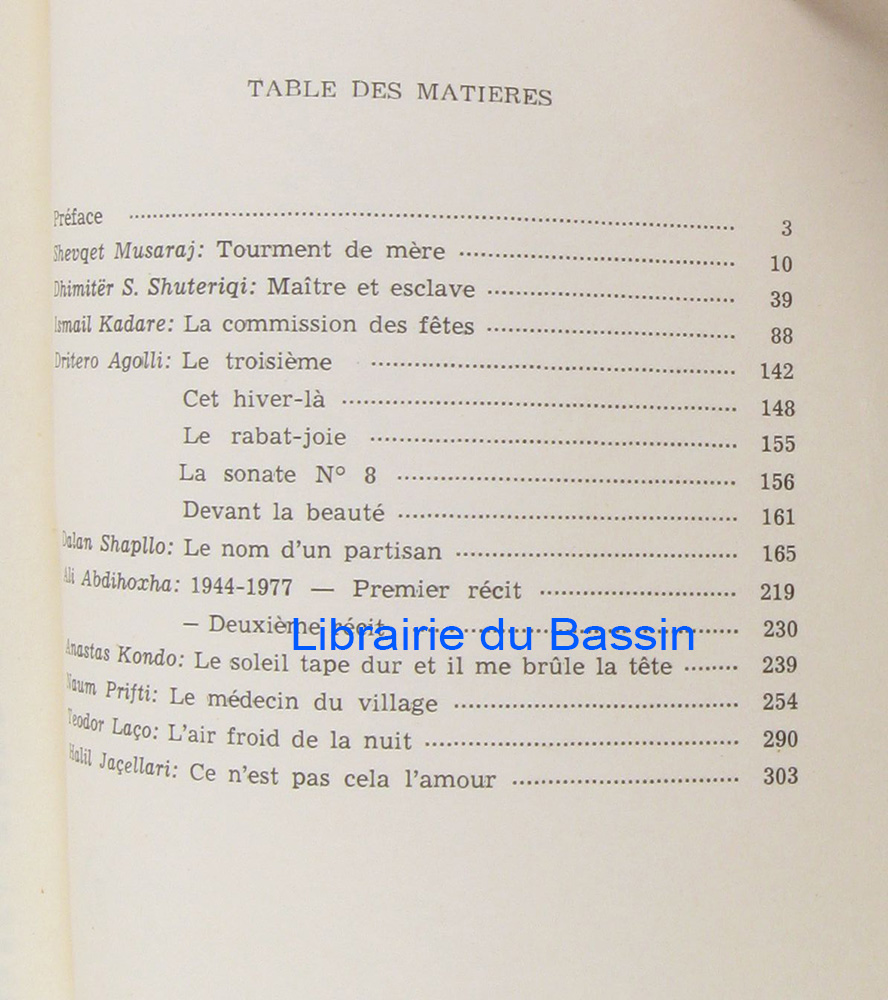 TABLE DES MATIERES
Préface ........ 3
Shevqet Musaraj: Tourment de mère ........ 10
Dhimitër S. Shuteriqi: Maître et esclave ........ 39
Ismail Kadare: La commission des fêtes ........ 88
Dritero Agolli: Le troisième ........ 142
Cet hiver-là ........ 148
Le rabat-joie ........ 155
La sonate N° 8 ........ 156
Devant la beauté ........ 161
Dalan Shapllo: Le nom d'un partisan ........ 165
Ali Abdihoxha: 1944-1977 — Premier récit ........ 219
— Deuxième récit ........ 230
Librairie du Bassin
Anastas Kondo: Le soleil tape dur et il me brûle la tête ........ 239
Naum Prifti: Le médecin du village ........ 254
Teodor Laço: L'air froid de la nuit ........ 290
Halil Jaçellari: Ce n'est pas cela l'amour ........ 303